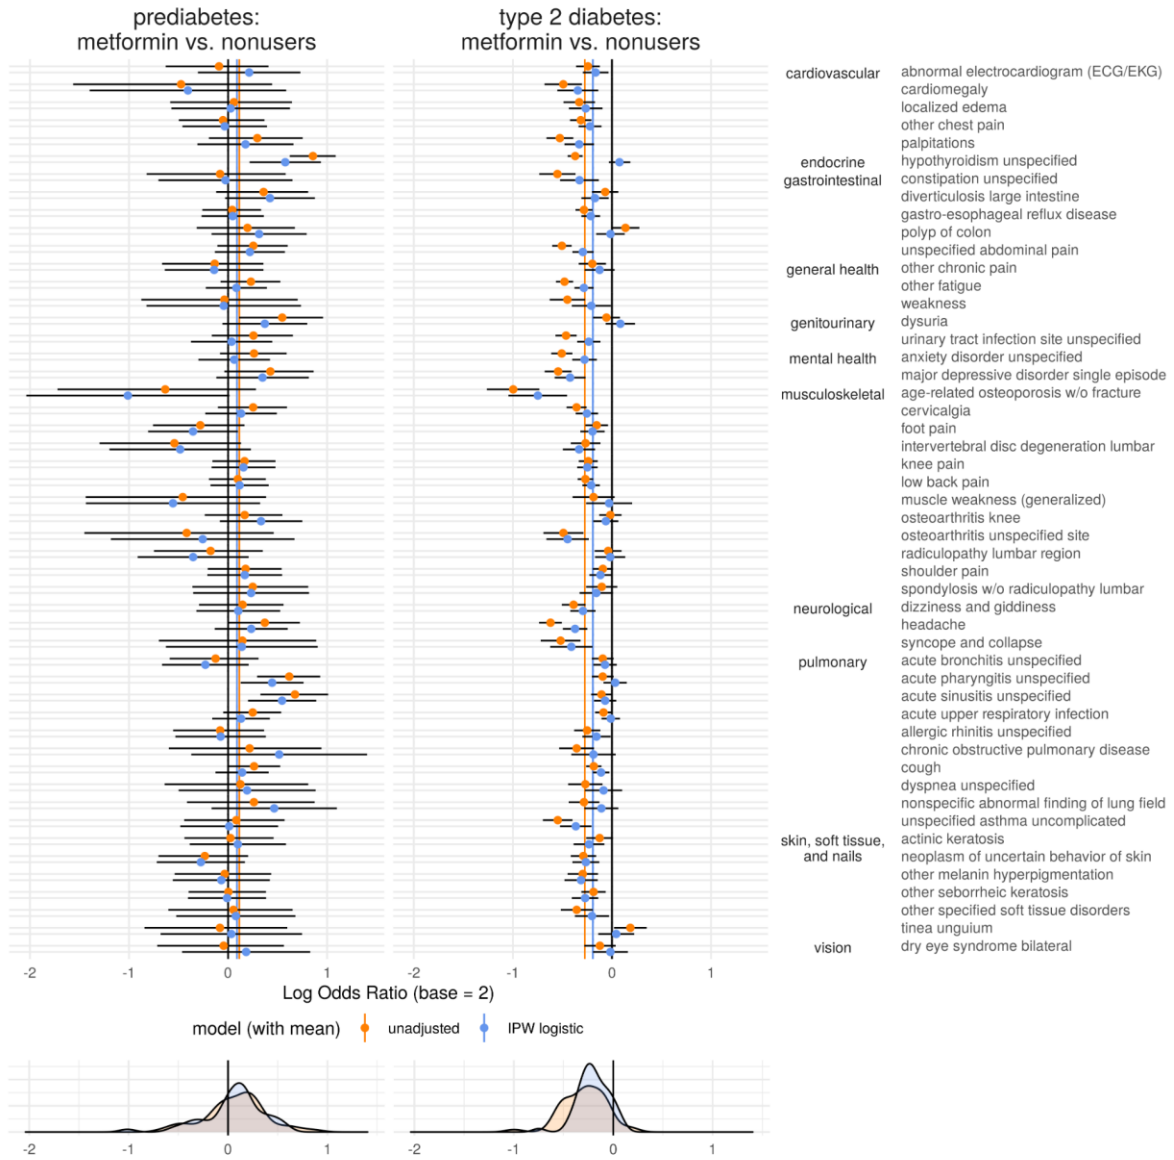 prediabetes:
metformin vs. nonusers
type 2 diabetes:
metformin vs. nonusers
cardiovascular
abnormal electrocardiogram (ECG/EKG)
cardiomegaly
localized edema
other chest pain
palpitations
endocrine
hypothyroidism unspecified
gastrointestinal
constipation unspecified
diverticulosis large intestine
gastro-esophageal reflux disease
polyp of colon
unspecified abdominal pain
general health
other chronic pain
other fatigue
weakness
genitourinary
dysuria
urinary tract infection site unspecified
mental health
anxiety disorder unspecified
major depressive disorder single episode
musculoskeletal
age-related osteoporosis w/o fracture
cervicalgia
foot pain
intervertebral disc degeneration lumbar
knee pain
low back pain
muscle weakness (generalized)
osteoarthritis knee
osteoarthritis unspecified site
radiculopathy lumbar region
shoulder pain
spondylosis w/o radiculopathy lumbar
neurological
dizziness and giddiness
headache
syncope and collapse
pulmonary
acute bronchitis unspecified
acute pharyngitis unspecified
acute sinusitis unspecified
acute upper respiratory infection
allergic rhinitis unspecified
chronic obstructive pulmonary disease
cough
dyspnea unspecified
nonspecific abnormal finding of lung field
unspecified asthma uncomplicated
skin, soft tissue,
and nails
actinic keratosis
neoplasm of uncertain behavior of skin
other melanin hyperpigmentation
other seborrheic keratosis
other specified soft tissue disorders
tinea unguium
vision
dry eye syndrome bilateral
-2 -1 0 1
-2 -1 0 1
Log Odds Ratio (base = 2)
model (with mean) unadjusted IPW logistic
-2 -1 0 1
-2 -1 0 1